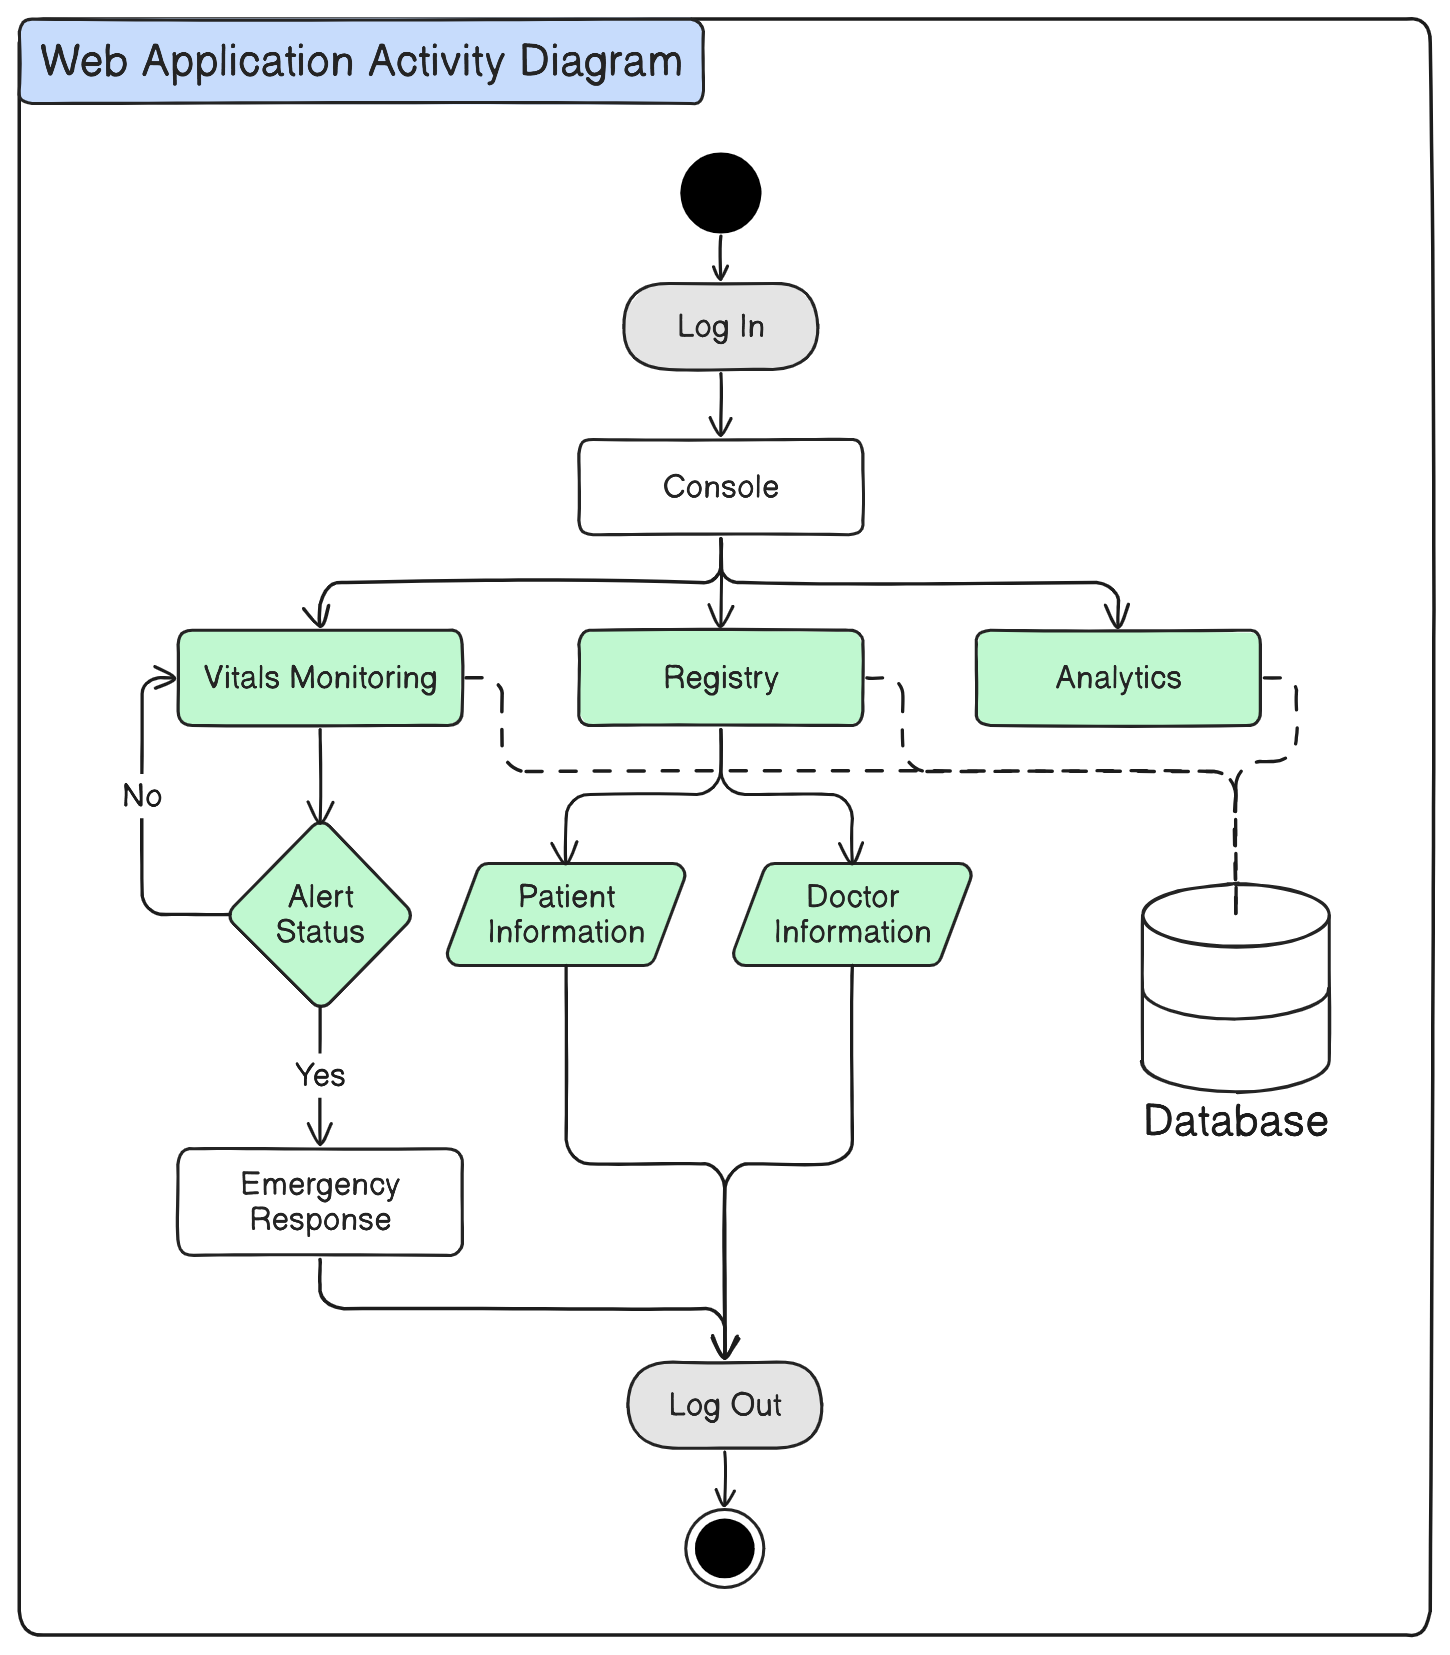 Web Application Activity Diagram
Log In
Console
Vitals Monitoring
Registry
Analytics
No
Alert
Status
Patient
Information
Doctor
Information
Yes
Database
Emergency
Response
Log Out